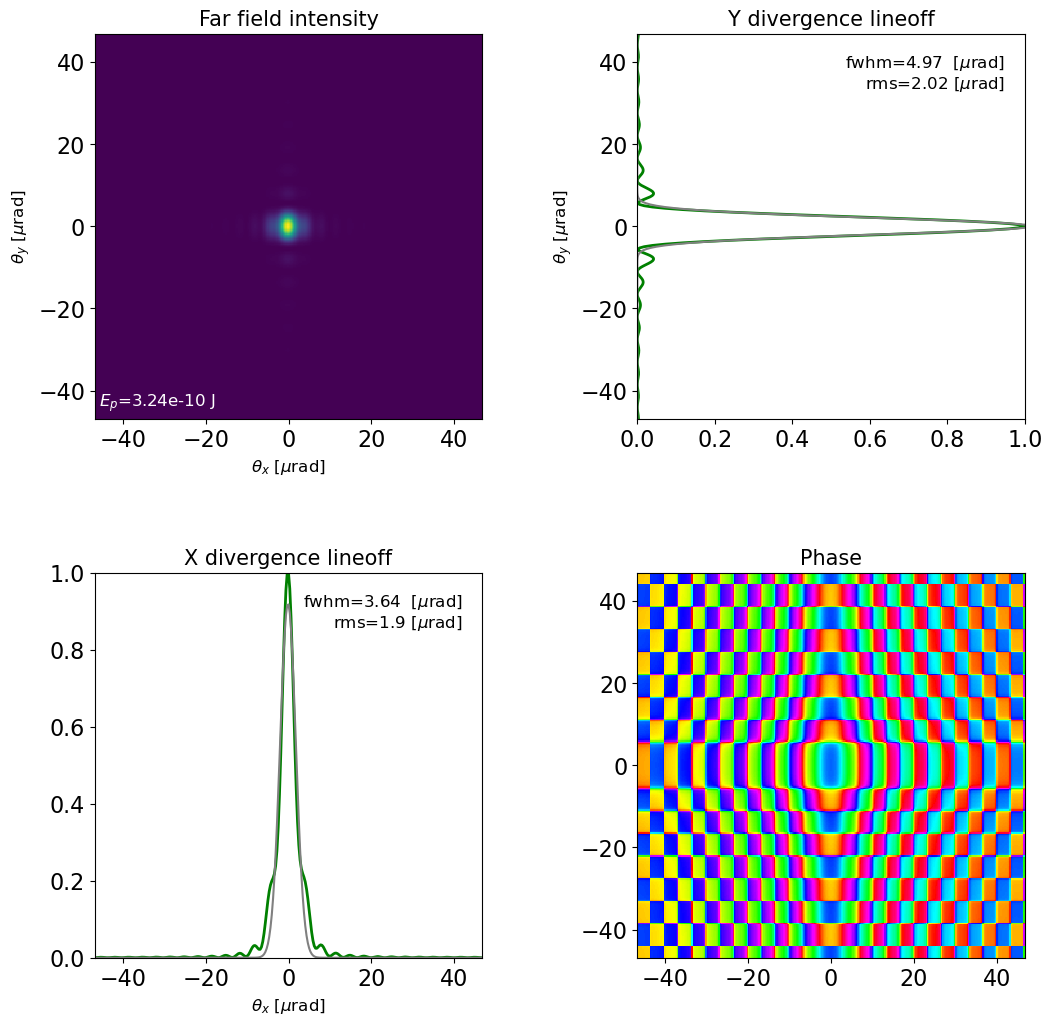 Far field intensity
40
20
0
−20
−40
θy [μrad]
Ep=3.24e-10 J
−40 −20 0 20 40
θx [μrad]
Y divergence lineoff
fwhm=4.97 [μrad]
rms=2.02 [μrad]
40
20
0
−20
−40
θy [μrad]
0.0 0.2 0.4 0.6 0.8 1.0
X divergence lineoff
fwhm=3.64 [μrad]
rms=1.9 [μrad]
1.0
0.8
0.6
0.4
0.2
0.0
−40 −20 0 20 40
θx [μrad]
Phase
40
20
0
−20
−40
−40 −20 0 20 40